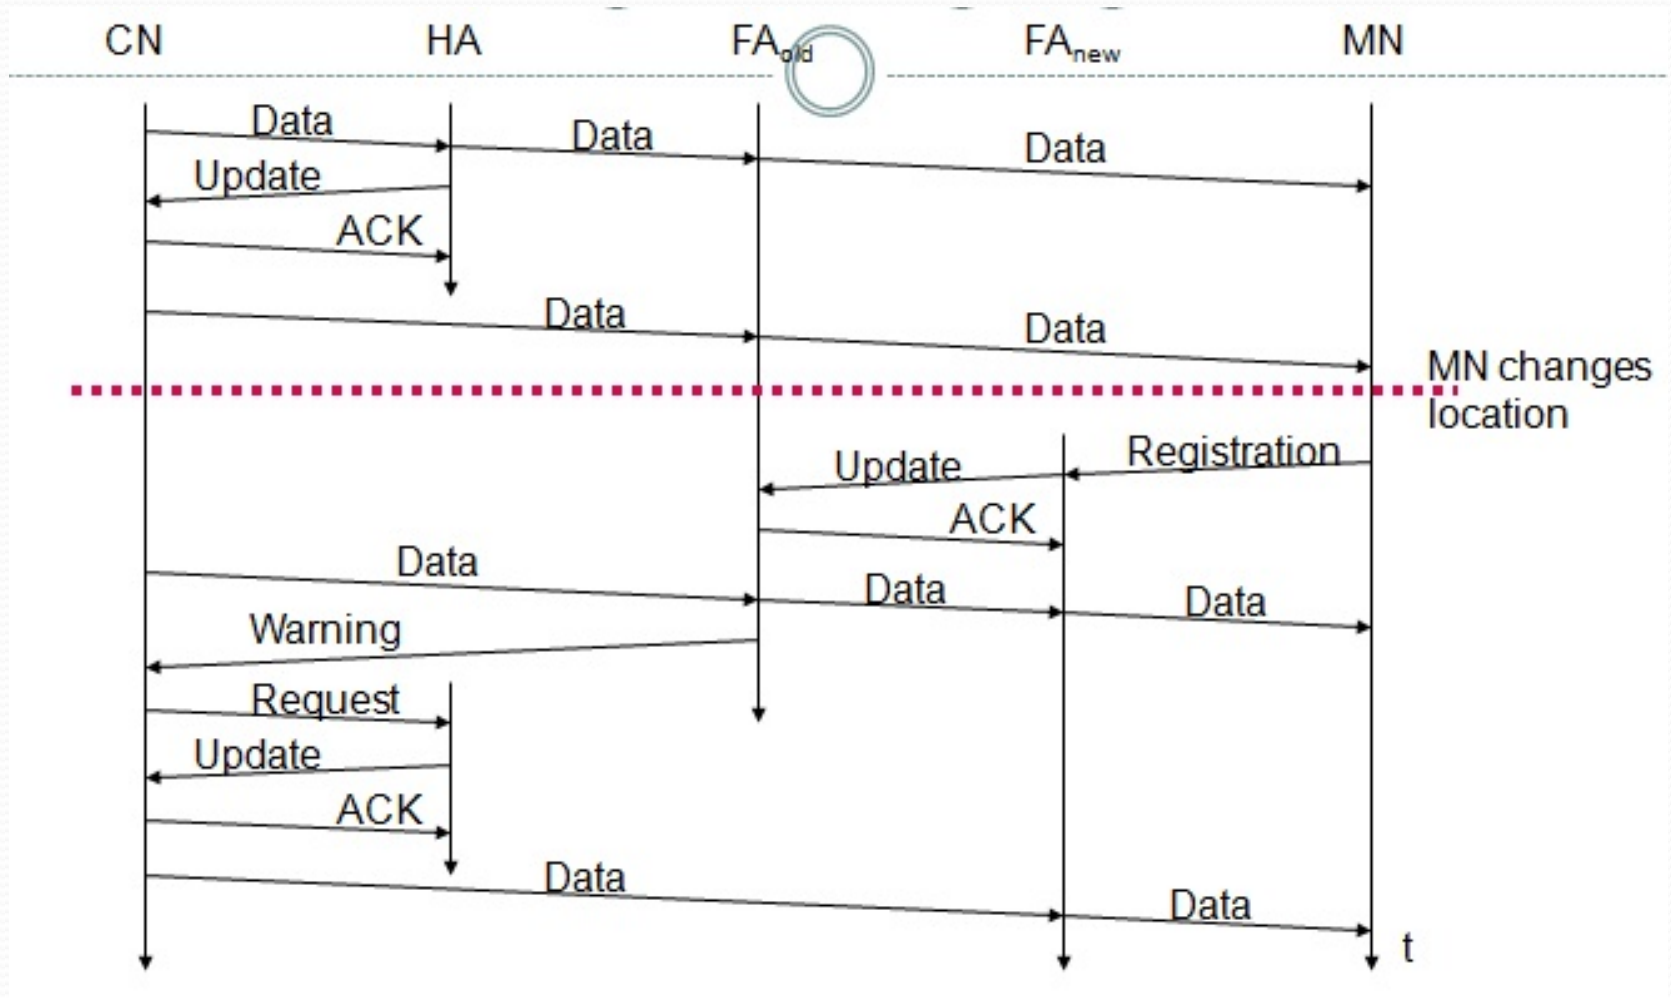 CN HA FAold FAnew MN
Data Data Data
Update
ACK
Data Data
MN changes
location
Registration
Update
ACK
Data Data Data
Warning
Request
Update
ACK
Data Data
t